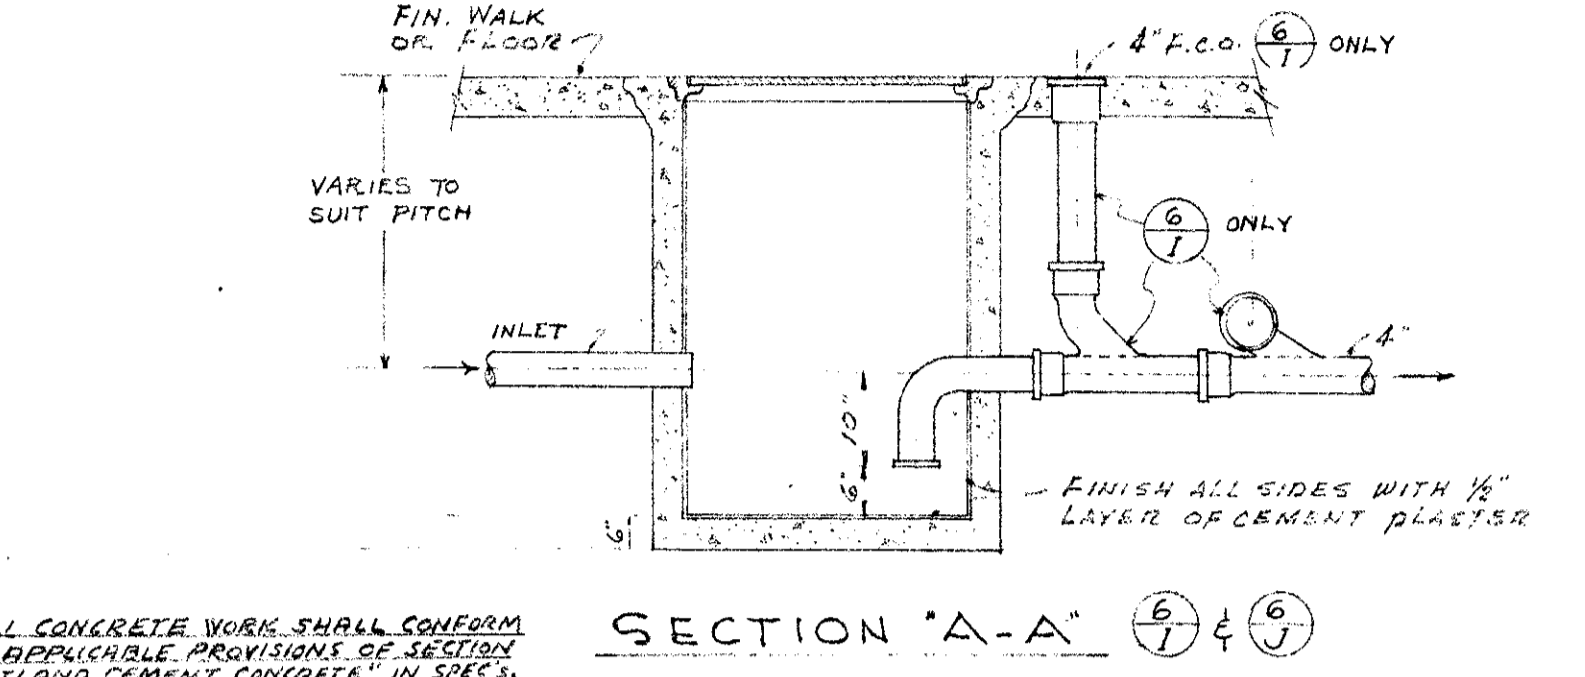 FIN. WALK
OR FLOOR
4" F.C.O. 6/I ONLY
VARIES TO
SUIT PITCH
6/I ONLY
INLET
4"
10"
6"
FINISH ALL SIDES WITH 1/2"
LAYER OF CEMENT PLASTER
6"
L CONCRETE WORK SHALL CONFORM
APPLICABLE PROVISIONS OF SECTION
TLAND CEMENT CONCRETE" IN SPEC'S.
SECTION "A-A" 6/I & 6/J